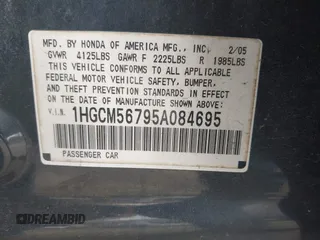 MFD. BY HONDA OF AMERICA MFG., INC. 2/05
GVWR 4125LBS GAWR F 2225LBS R 1985LBS
THIS VEHICLE CONFORMS TO ALL APPLICABLE
FEDERAL MOTOR VEHICLE SAFETY, BUMPER,
AND THEFT PREVENTION STANDARDS IN EFFECT
ON THE DATE OF MANUFACTURE SHOWN ABOVE.
V.I.N. 1HGCM56795A084695
PASSENGER CAR
DREAMBID